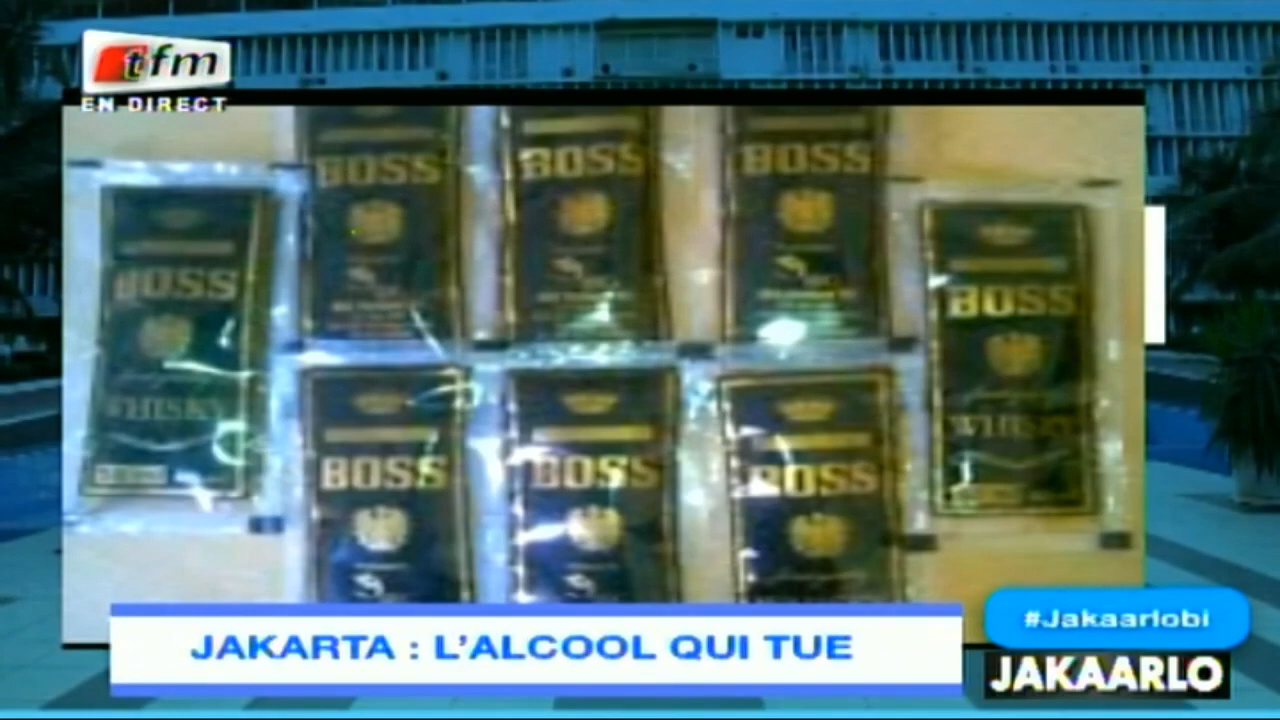 tfm
EN DIRECT
BOSS
BOSS
BOSS
BOSS
WHISKY
BOSS
WHISKY
BOSS
BOSS
BOSS
JAKARTA : L'ALCOOL QUI TUE
#Jakaarlobi
JAKAARLO